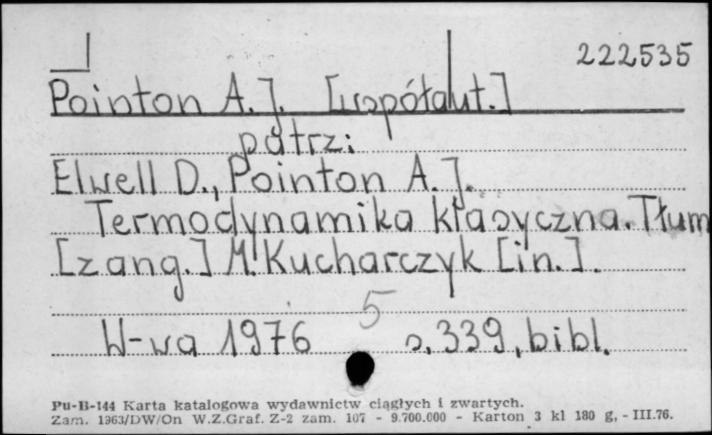 222535
Pointon A.J. [współaut.]
patrz:
Elwell D., Pointon A.J.
Termodynamika klasyczna. Tłum
[z ang.] M. Kucharczyk [in.].
5
W-wa 1976 s. 339, bibl.
Pu-B-144 Karta katalogowa wydawnictw ciągłych i zwartych.
Zam. 1963/DW/On W.Z.Graf. Z-2 zam. 107 - 9.700.000 - Karton 3 kl 180 g, - III.76.